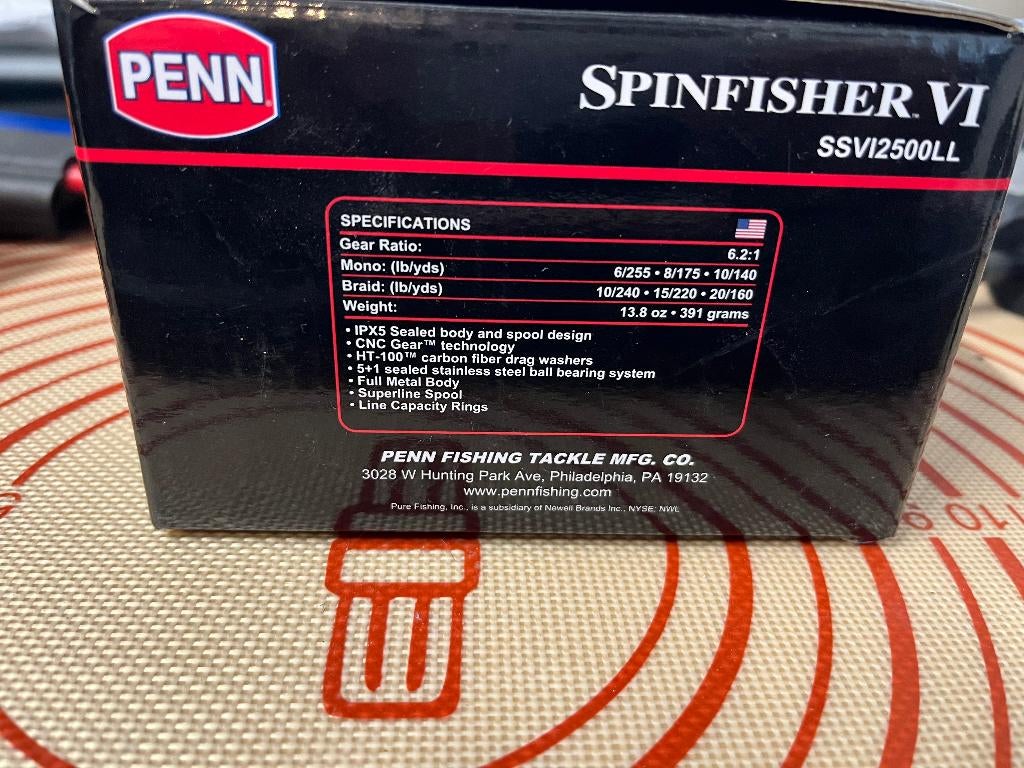 PENN
SPINFISHER™ VI
SSVI2500LL
SPECIFICATIONS
Gear Ratio: 6.2:1
Mono: (lb/yds) 6/255 • 8/175 • 10/140
Braid: (lb/yds) 10/240 • 15/220 • 20/160
Weight: 13.8 oz • 391 grams
• IPX5 Sealed body and spool design
• CNC Gear™ technology
• HT-100™ carbon fiber drag washers
• 5+1 sealed stainless steel ball bearing system
• Full Metal Body
• Superline Spool
• Line Capacity Rings
PENN FISHING TACKLE MFG. CO.
3028 W Hunting Park Ave, Philadelphia, PA 19132
www.pennfishing.com
Pure Fishing, Inc., is a subsidiary of Newell Brands Inc., NYSE: NWL
10 9